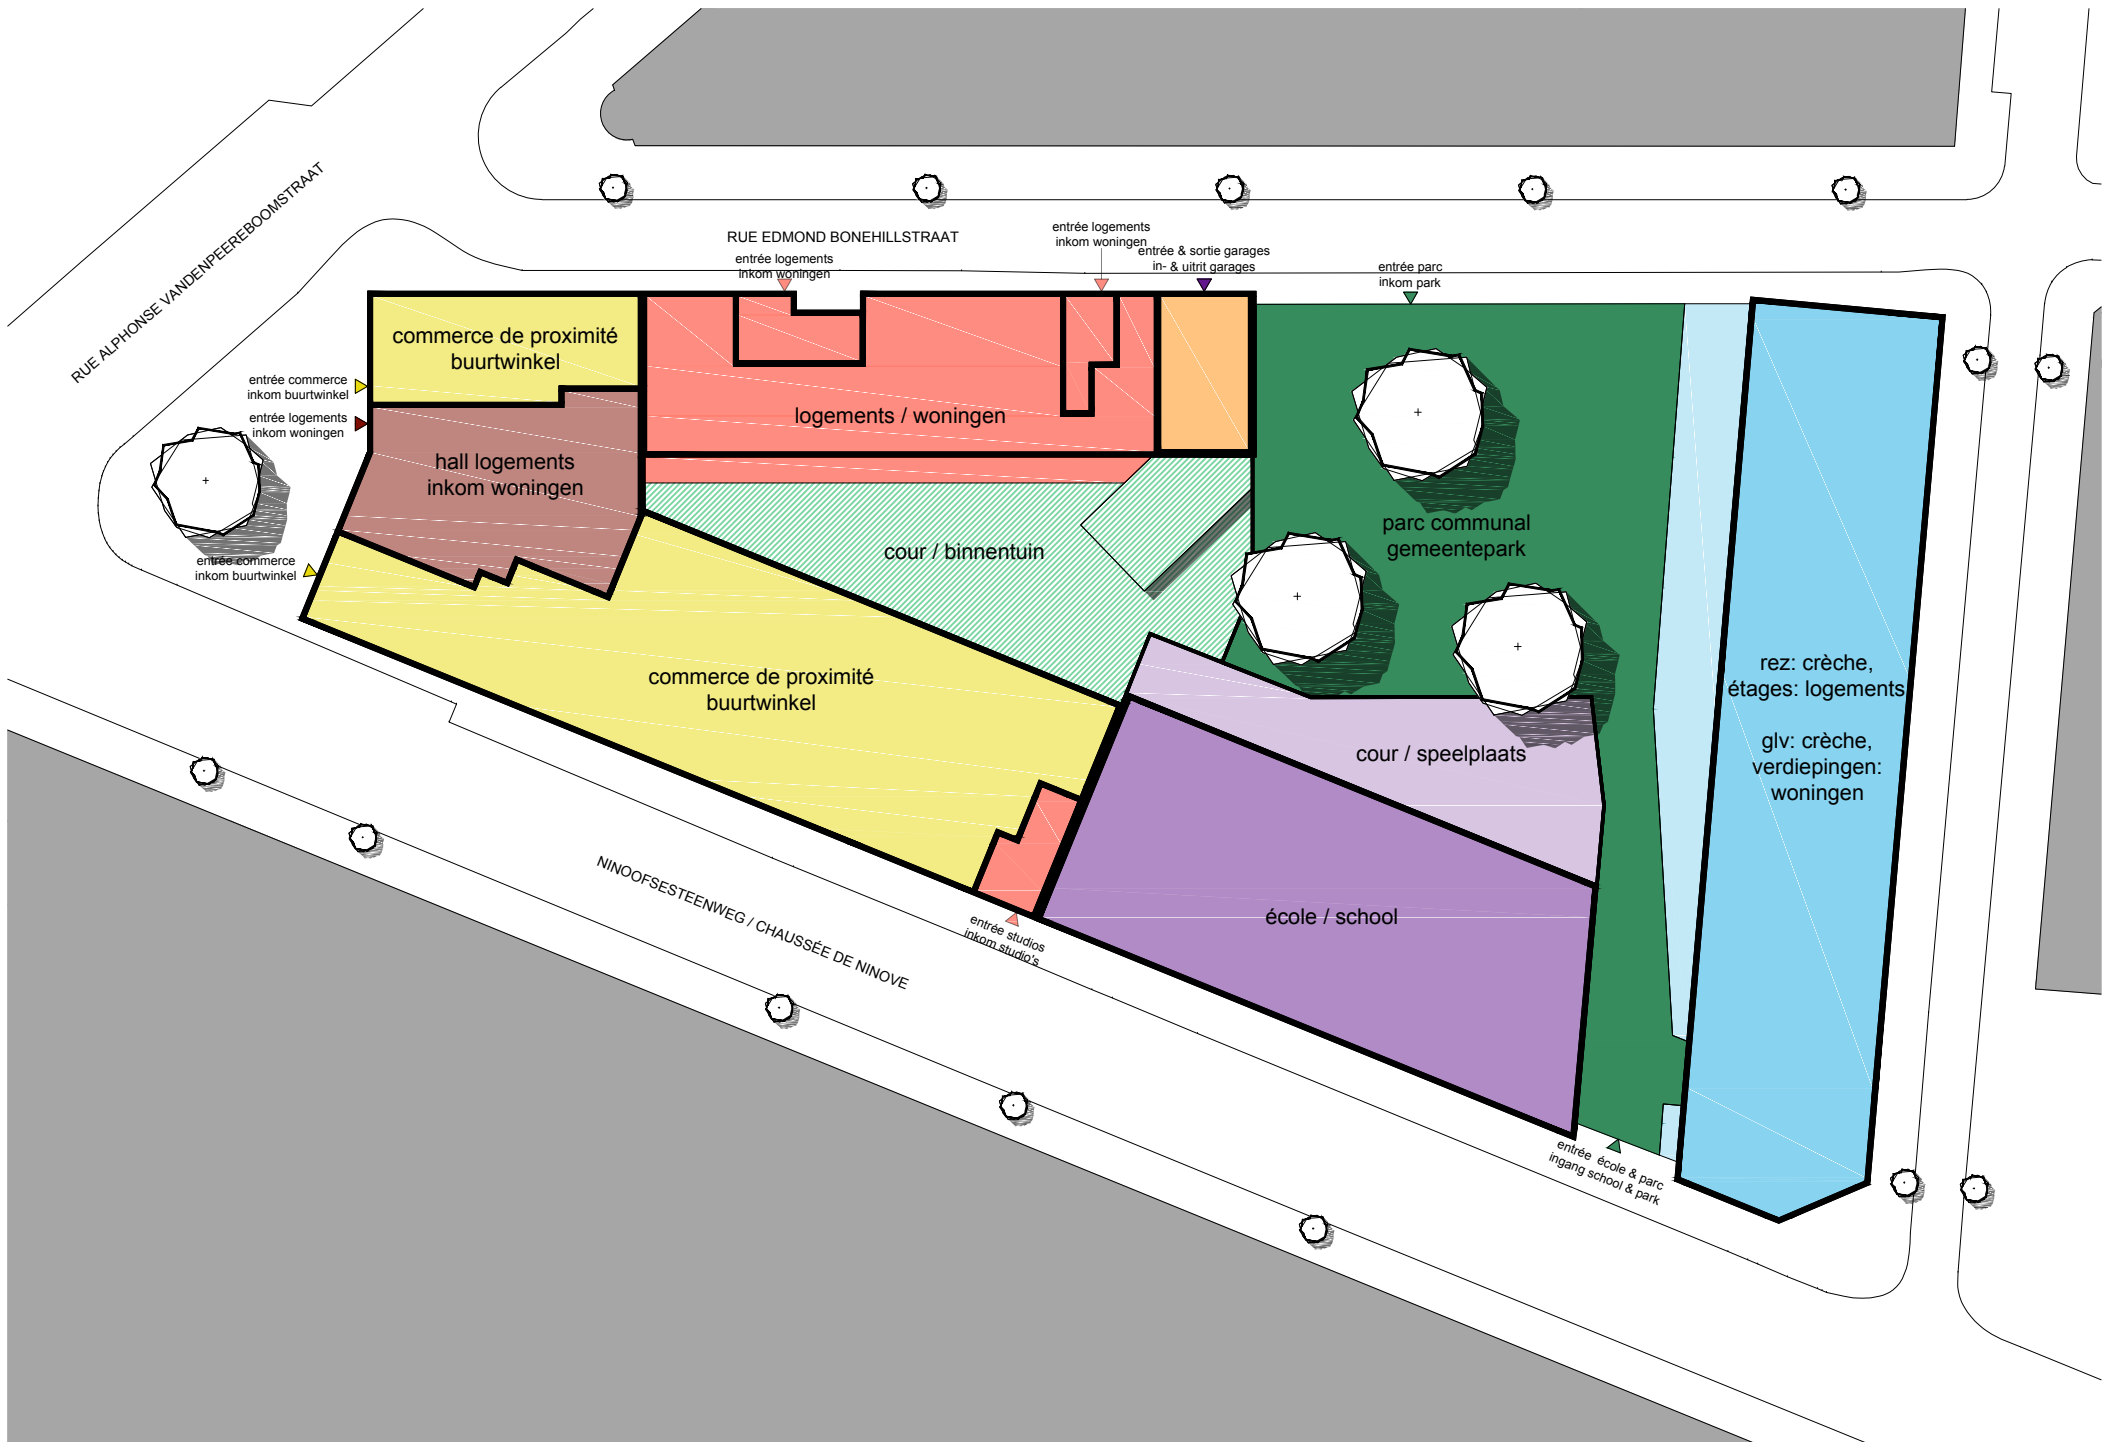 RUE ALPHONSE VANDENPEEREBOOMSTRAAT
RUE EDMOND BONEHILLSTRAAT
entrée logements
inkom woningen
entrée logements
inkom woningen
entrée & sortie garages
in- & uitrit garages
entrée parc
inkom park
commerce de proximité
buurtwinkel
entrée commerce
inkom buurtwinkel
entrée logements
inkom woningen
logements / woningen
hall logements
inkom woningen
cour / binnentuin
parc communal
gemeentepark
entrée commerce
inkom buurtwinkel
commerce de proximité
buurtwinkel
rez: crèche,
étages: logements
glv: crèche,
verdiepingen:
woningen
cour / speelplaats
école / school
NINOOFSESTEENWEG / CHAUSSÉE DE NINOVE
entrée studios
inkom studio's
entrée école & parc
ingang school & park